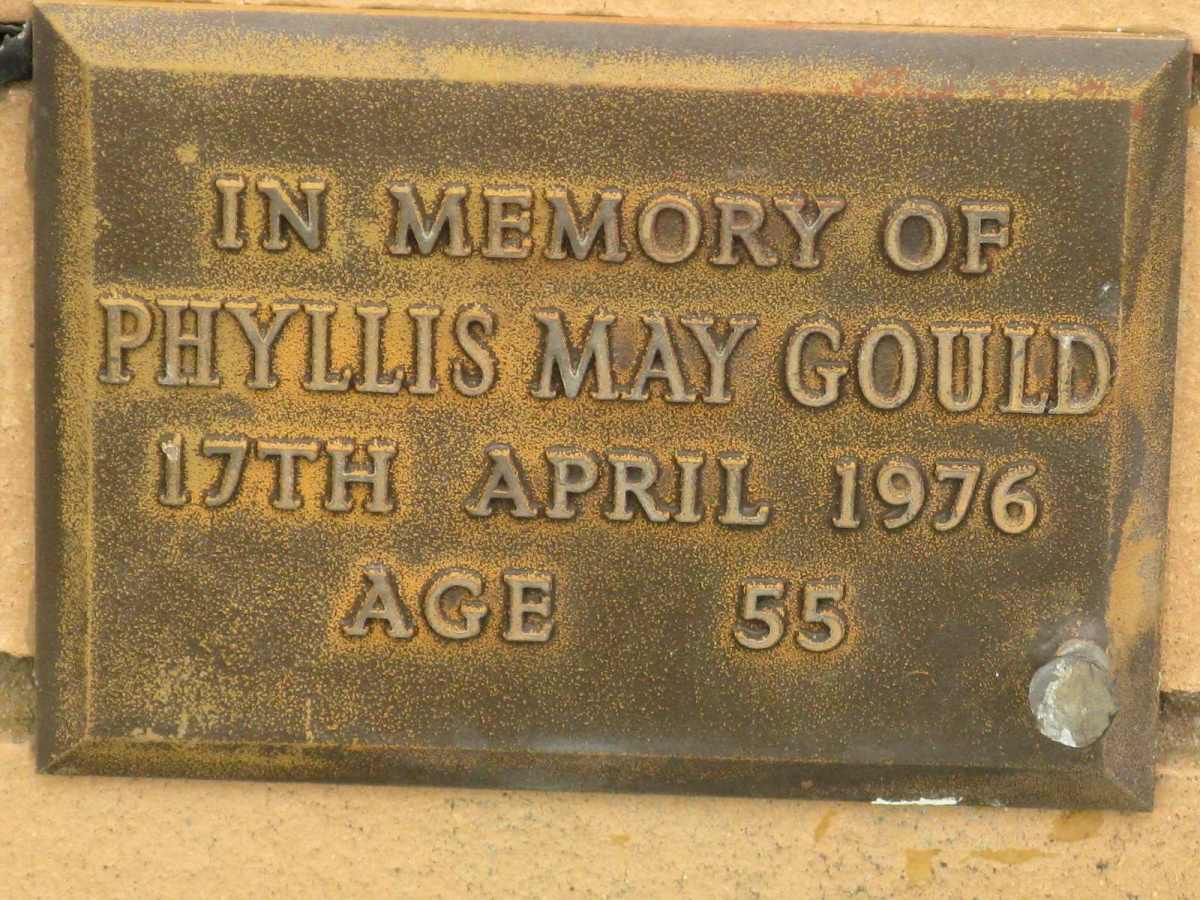 IN MEMORY OF
PHYLLIS MAY GOULD
17TH APRIL 1976
AGE 55